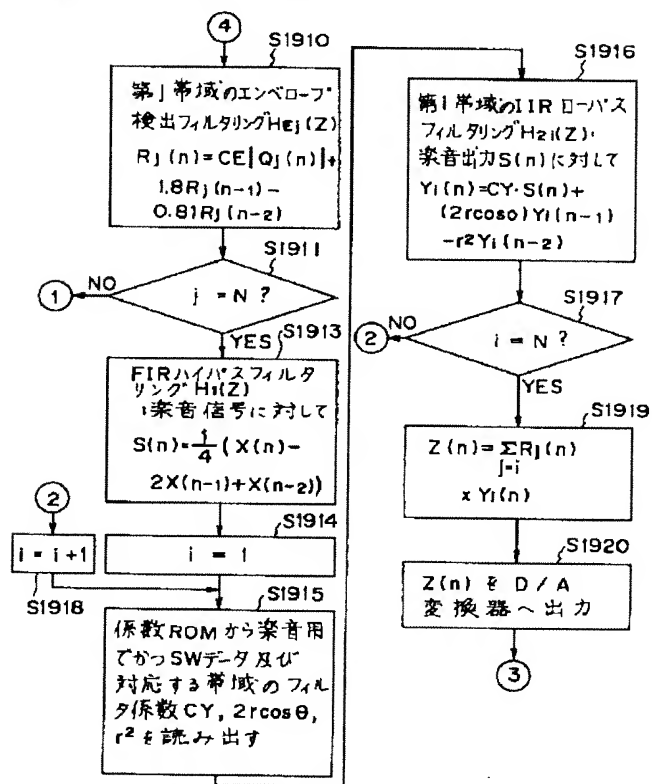 ④
S1910
第j帯域のエンベロープ
検出フィルタリングHEj(Z)
Rj(n)=CE|Qj(n)|+
1.8Rj(n-1)-
0.81Rj(n-2)
S1911
NO
①
j = N ?
YES
S1913
FIRハイパスフィルタ
リングH1(Z)
:楽音信号に対して
S(n)=1/4(X(n)-
2X(n-1)+X(n-2))
②
S1914
i = i+1
i = 1
S1918
S1915
係数ROMから楽音用
でかつSWデータ及び
対応する帯域のフィル
タ係数CY, 2rcosθ,
r²を読み出す
S1916
第i帯域のIIRローパス
フィルタリングH2i(Z):
楽音出力S(n)に対して
Yi(n)=CY・S(n)+
(2rcoso)Yi(n-1)
-r²Yi(n-2)
S1917
NO
②
i = N ?
YES
S1919
Z(n)=ΣRj(n)
j=i
x Yi(n)
S1920
Z(n)をD/A
変換器へ出力
③